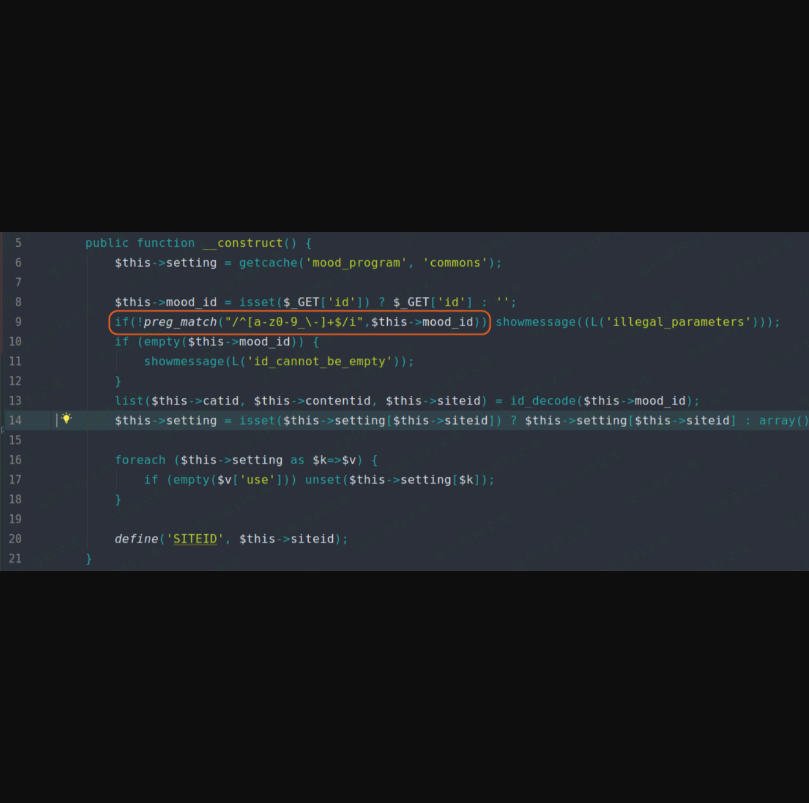 5 public function __construct() {
6 $this->setting = getcache('mood_program', 'commons');
7
8 $this->mood_id = isset($_GET['id']) ? $_GET['id'] : '';
9 if(!preg_match("/^[a-z0-9_\-]+$/i",$this->mood_id)) showmessage((L('illegal_parameters')));
10 if (empty($this->mood_id)) {
11 showmessage(L('id_cannot_be_empty'));
12 }
13 list($this->catid, $this->contentid, $this->siteid) = id_decode($this->mood_id);
14 $this->setting = isset($this->setting[$this->siteid]) ? $this->setting[$this->siteid] : array()
15
16 foreach ($this->setting as $k=>$v) {
17 if (empty($v['use'])) unset($this->setting[$k]);
18 }
19
20 define('SITEID', $this->siteid);
21 }